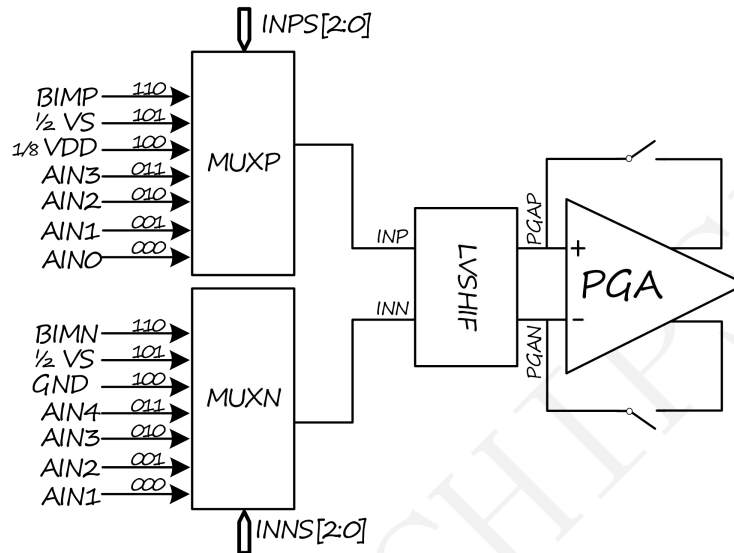 INPS[2:0]
BIMP 110
½ VS 101
1/8 VDD 100
AIN3 011
AIN2 010
AIN1 001
AIN0 000
MUXP
BIMN 110
½ VS 101
GND 100
AIN4 011
AIN3 010
AIN2 001
AIN1 000
MUXN
INNS[2:0]
INP
INN
LVSHIF
PGAP
PGAN
+
PGA
−
CHIPS